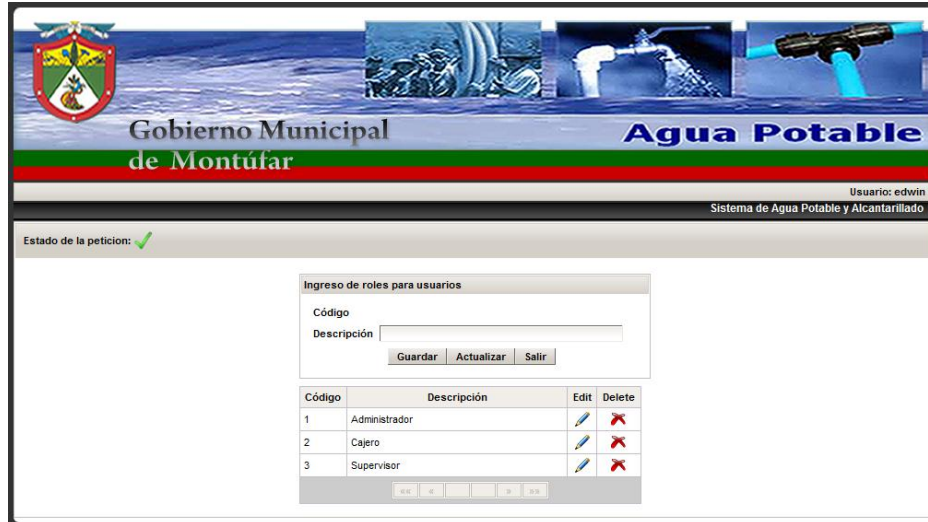 Gobierno Municipal
de Montúfar
Agua Potable
Usuario: edwin
Sistema de Agua Potable y Alcantarillado
Estado de la peticion:
Ingreso de roles para usuarios
Código
Descripción
Guardar Actualizar Salir
Código Descripción Edit Delete
1 Administrador
2 Cajero
3 Supervisor
«« « » »»